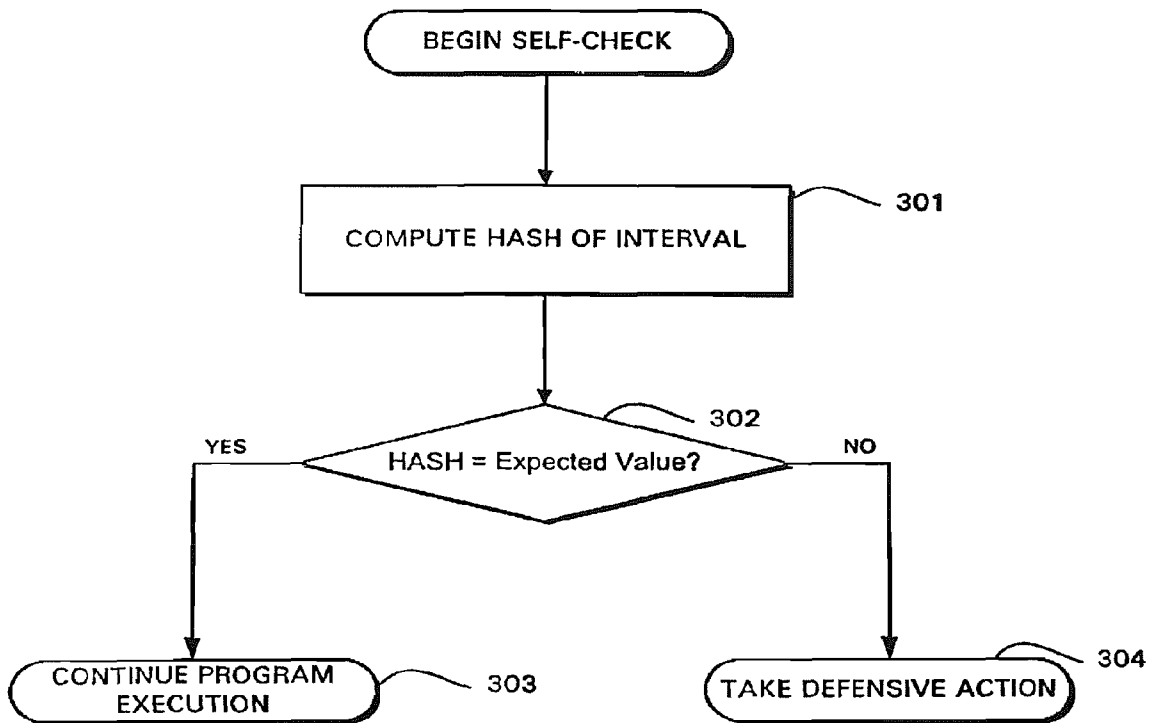 BEGIN SELF-CHECK
301
COMPUTE HASH OF INTERVAL
302
YES
NO
HASH = Expected Value?
CONTINUE PROGRAM
EXECUTION
303
304
TAKE DEFENSIVE ACTION